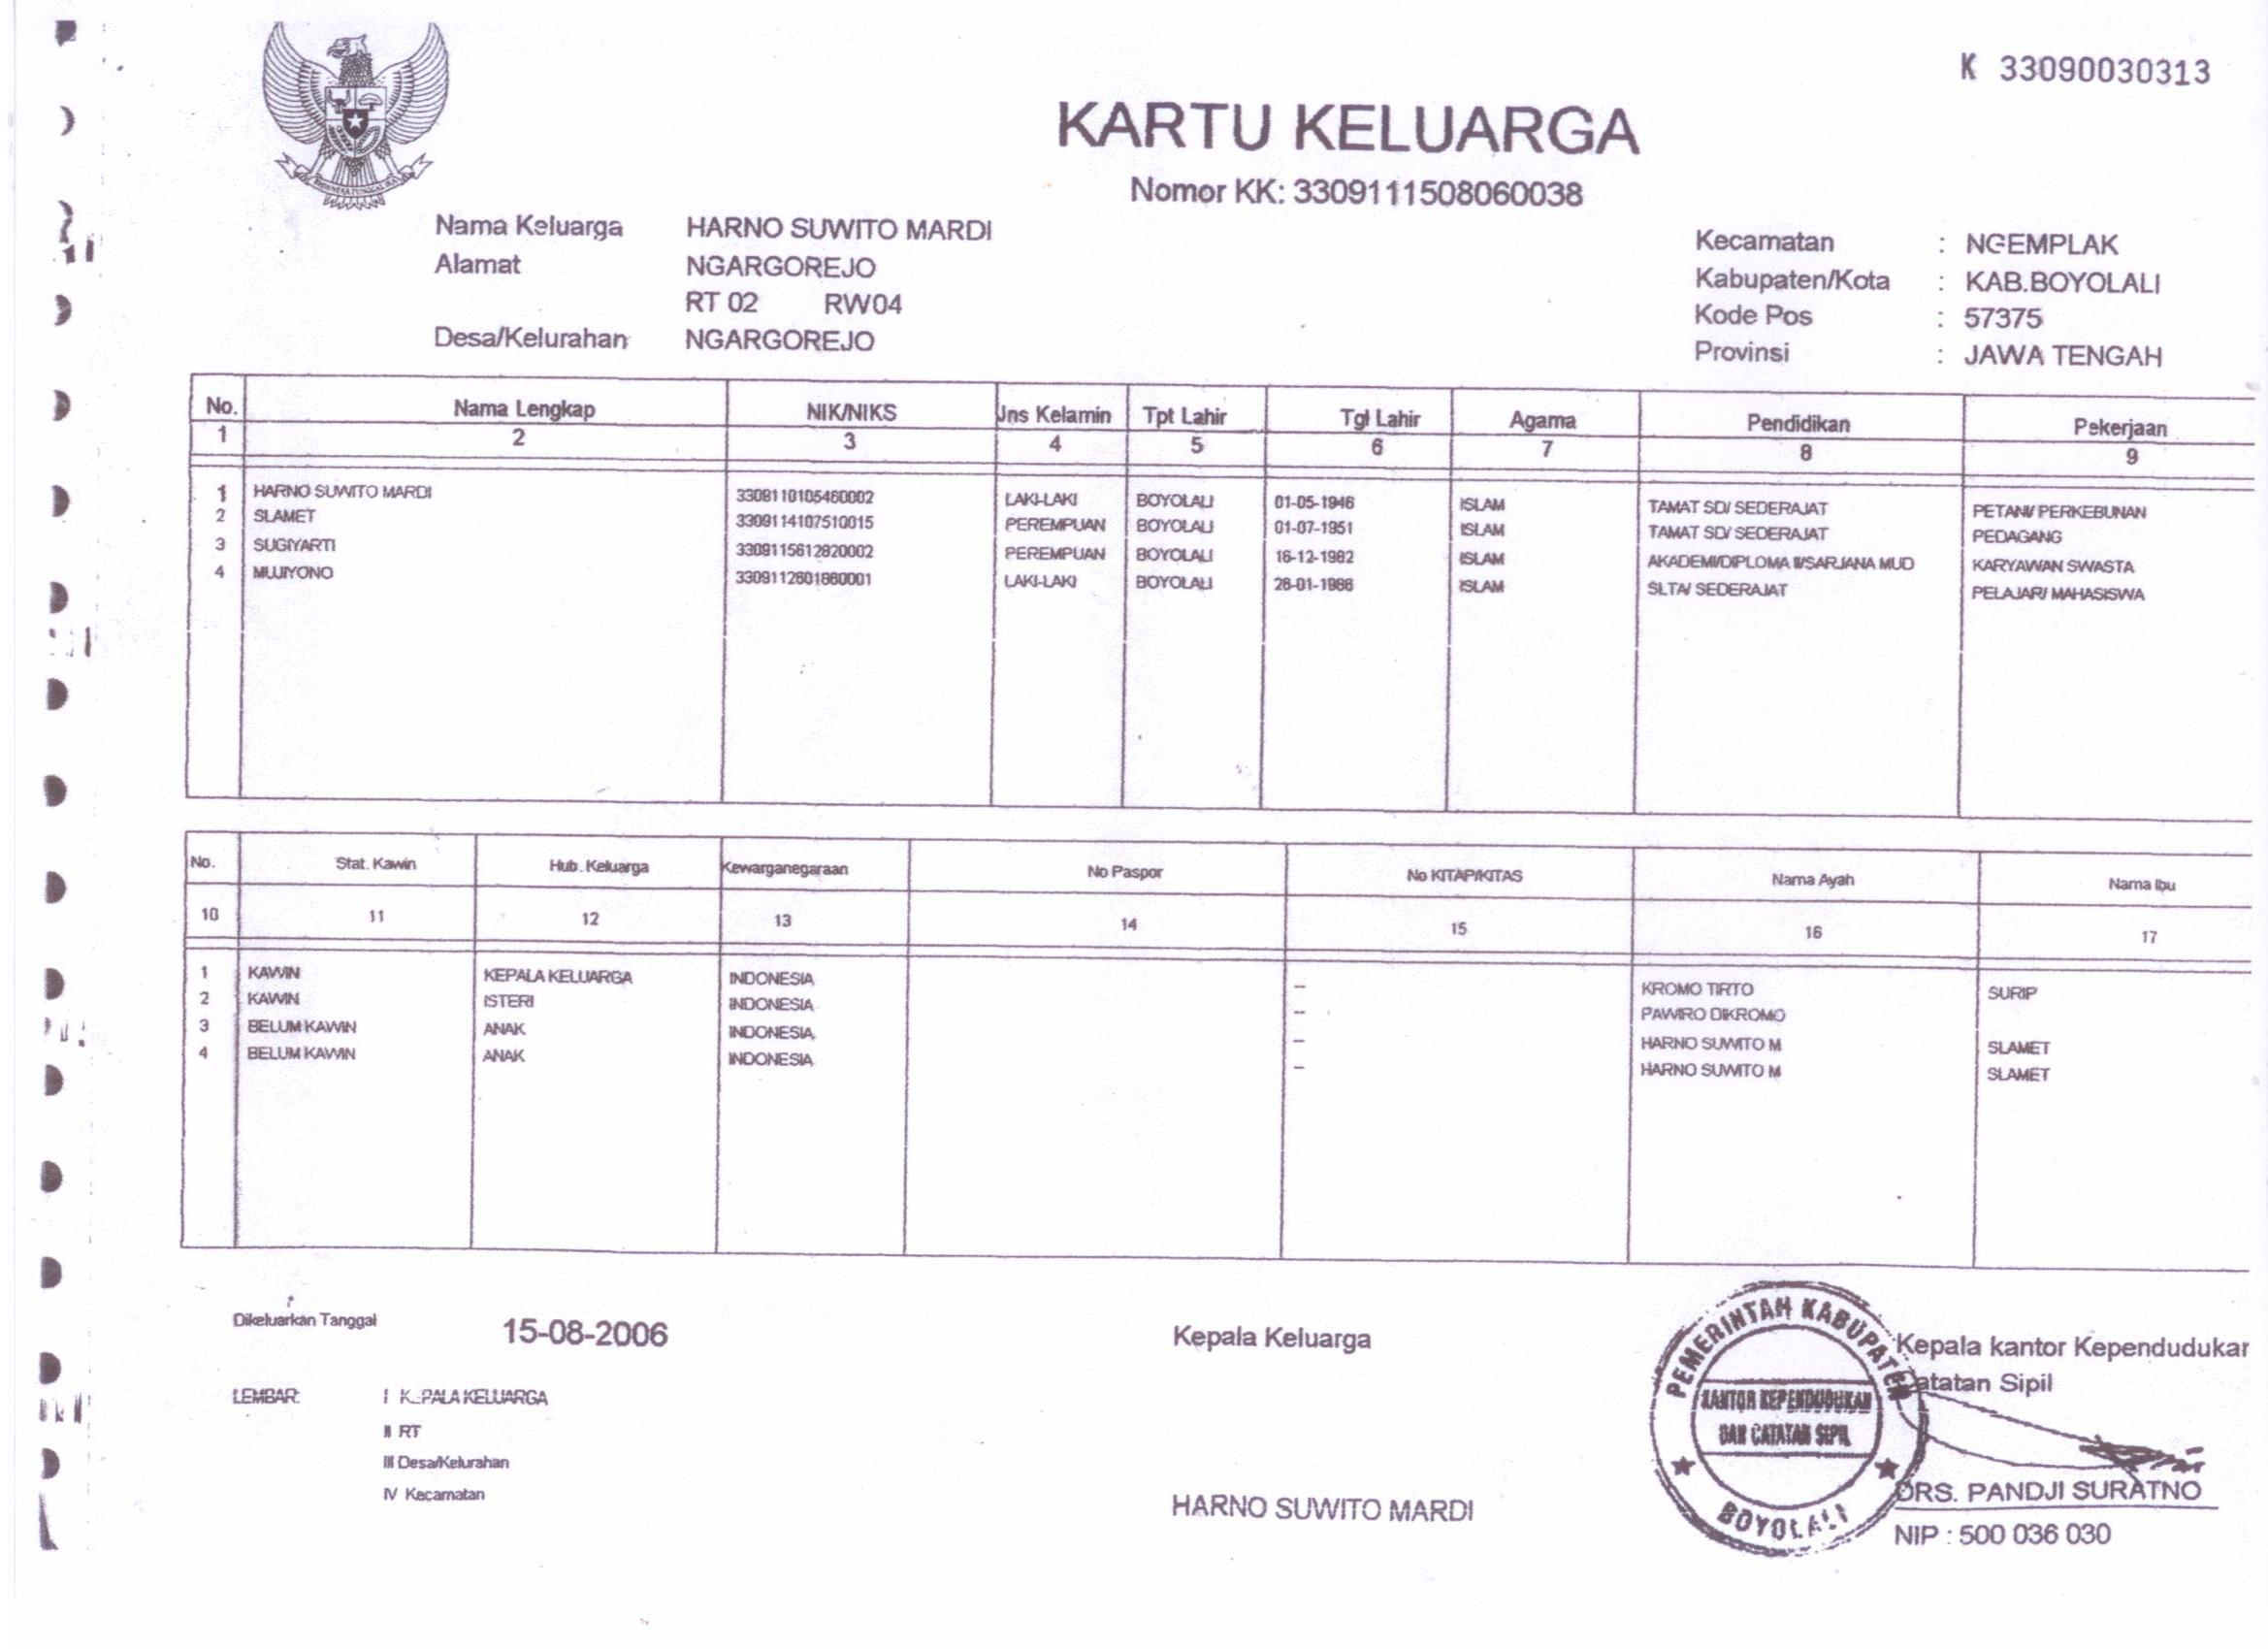 K 33090030313
KARTU KELUARGA
Nomor KK: 3309111508060038
Nama Keluarga HARNO SUWITO MARDI
Alamat NGARGOREJO
RT 02 RW04
Desa/Kelurahan NGARGOREJO
Kecamatan : NGEMPLAK
Kabupaten/Kota : KAB.BOYOLALI
Kode Pos : 57375
Provinsi : JAWA TENGAH
No. Nama Lengkap NIK/NIKS Jns Kelamin Tpt Lahir Tgl Lahir Agama Pendidikan Pekerjaan
1 2 3 4 5 6 7 8 9
1 HARNO SUWITO MARDI 3309110105460002 LAKI-LAKI BOYOLALI 01-05-1946 ISLAM TAMAT SD/ SEDERAJAT PETANI/ PERKEBUNAN
2 SLAMET 3309114107510015 PEREMPUAN BOYOLALI 01-07-1951 ISLAM TAMAT SD/ SEDERAJAT PEDAGANG
3 SUGIYARTI 3309115612820002 PEREMPUAN BOYOLALI 16-12-1982 ISLAM AKADEMI/DIPLOMA II/SARJANA MUD KARYAWAN SWASTA
4 MUJIYONO 3309112601860001 LAKI-LAKI BOYOLALI 26-01-1986 ISLAM SLTA/ SEDERAJAT PELAJAR/ MAHASISWA
No. Stat. Kawin Hub. Keluarga Kewarganegaraan No Paspor No KITAP/KITAS Nama Ayah Nama Ibu
10 11 12 13 14 15 16 17
1 KAWIN KEPALA KELUARGA INDONESIA – KROMO TIRTO SURIP
2 KAWIN ISTERI INDONESIA – PAWIRO DIKROMO
3 BELUM KAWIN ANAK INDONESIA – HARNO SUWITO M SLAMET
4 BELUM KAWIN ANAK INDONESIA – HARNO SUWITO M SLAMET
Dikeluarkan Tanggal 15-08-2006
LEMBAR: I KEPALA KELUARGA
II RT
III Desa/Kelurahan
IV Kecamatan
Kepala Keluarga
HARNO SUWITO MARDI
PEMERINTAH KABUPATEN
KANTOR KEPENDUDUKAN
DAN CATATAN SIPIL
BOYOLALI
Kepala kantor Kependudukan
Catatan Sipil
DRS. PANDJI SURATNO
NIP : 500 036 030